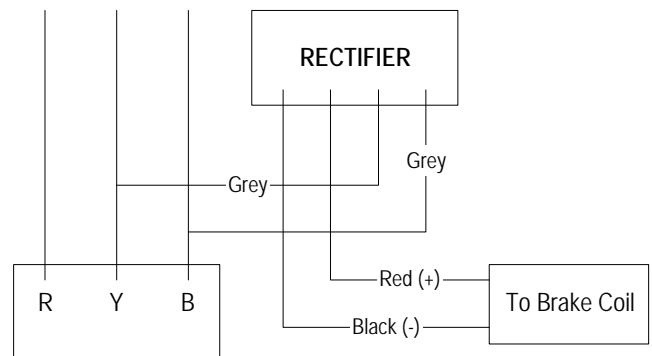 RECTIFIER
Grey
Grey
R Y B
Red (+)
To Brake Coil
Black (-)